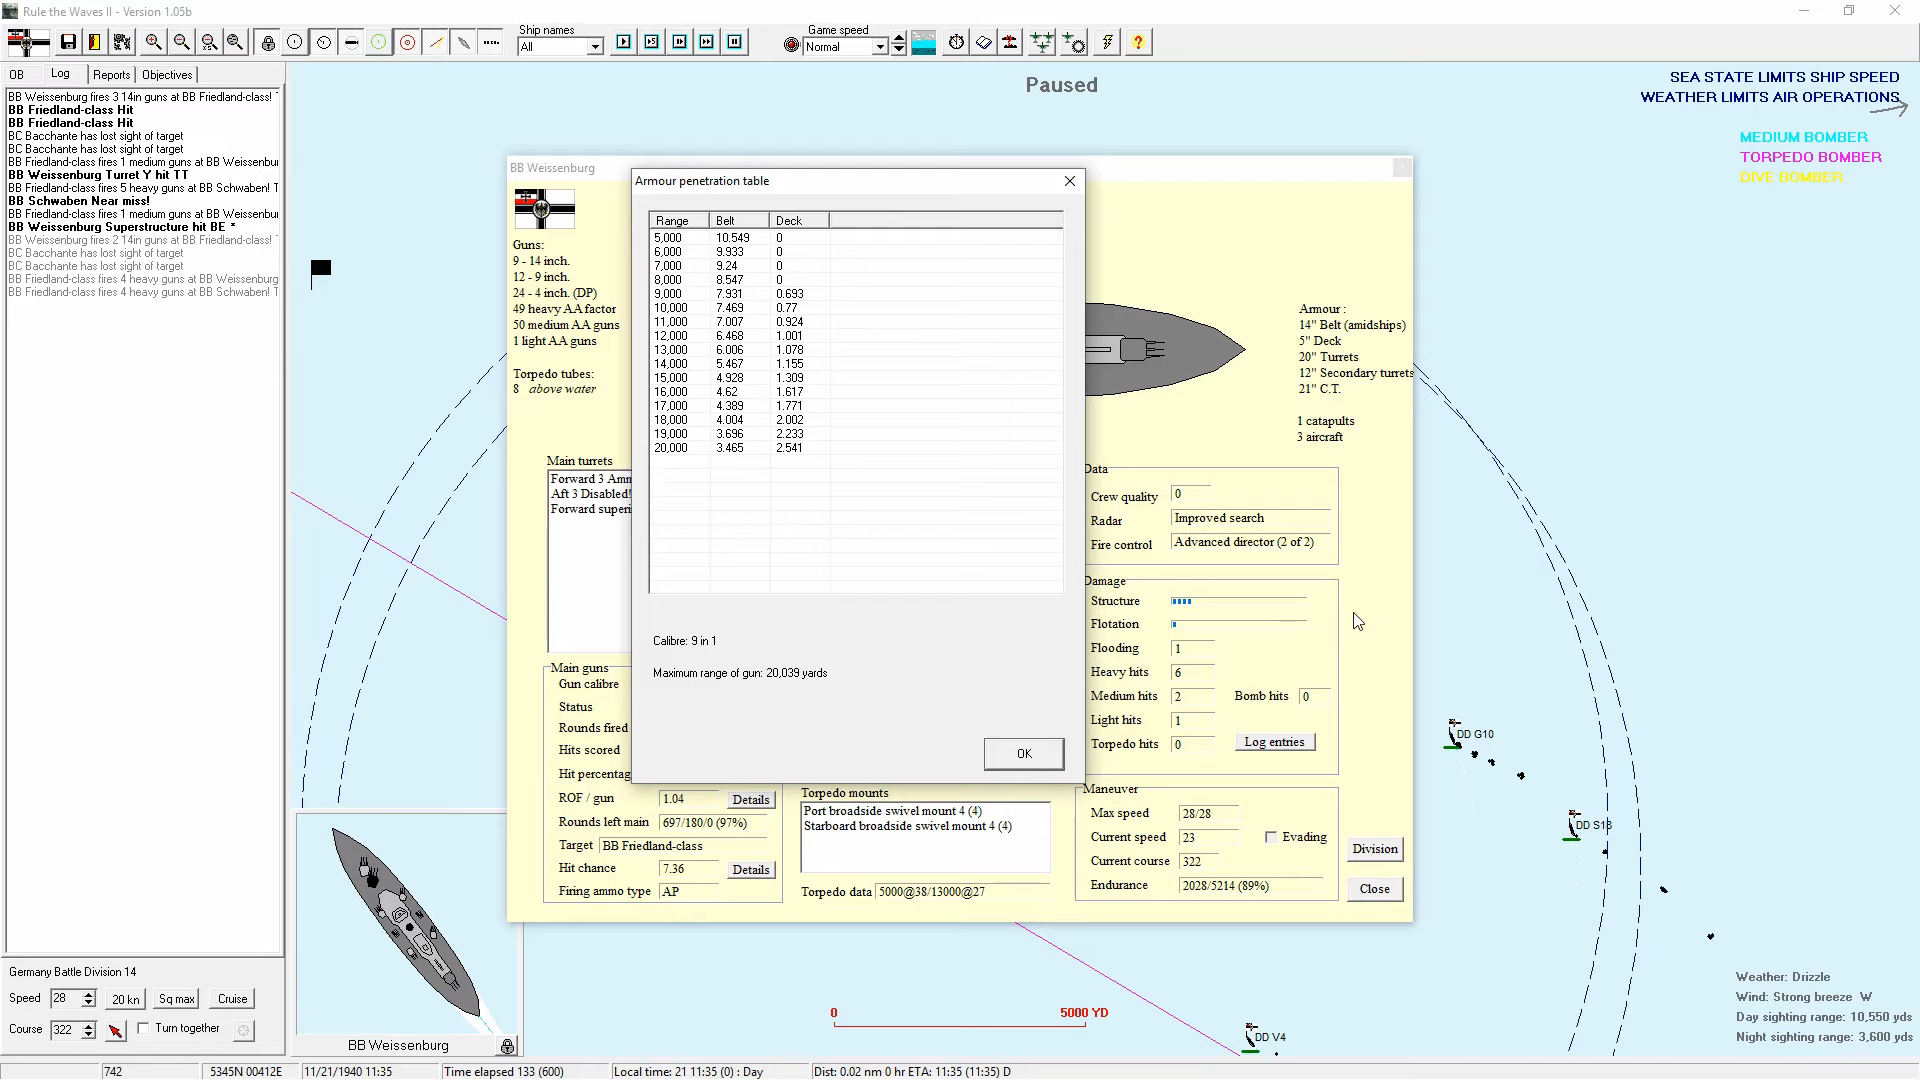 Rule the Waves II - Version 1.05b
Ship names
All
Game speed
Normal
OB Log Reports Objectives
BB Weissenburg fires 3 14in guns at BB Friedland-class!
BB Friedland-class Hit
BB Friedland-class Hit
BC Bacchante has lost sight of target
BC Bacchante has lost sight of target
BB Friedland-class fires 1 medium guns at BB Weissenbu
BB Weissenburg Turret Y hit TT
BB Friedland-class fires 5 heavy guns at BB Schwaben! T
BB Schwaben Near miss!
BB Friedland-class fires 1 medium guns at BB Weissenbu
BB Weissenburg Superstructure hit BE *
BB Weissenburg fires 2 14in guns at BB Friedland-class!
BC Bacchante has lost sight of target
BC Bacchante has lost sight of target
BB Friedland-class fires 4 heavy guns at BB Weissenburg
BB Friedland-class fires 4 heavy guns at BB Schwaben! T
Paused
SEA STATE LIMITS SHIP SPEED
WEATHER LIMITS AIR OPERATIONS
MEDIUM BOMBER
TORPEDO BOMBER
DIVE BOMBER
BB Weissenburg
Guns:
9 - 14 inch.
12 - 9 inch.
24 - 4 inch. (DP)
49 heavy AA factor
50 medium AA guns
1 light AA guns
Torpedo tubes:
8 above water
Armour penetration table
Range Belt Deck
5,000 10.549 0
6,000 9.933 0
7,000 9.24 0
8,000 8.547 0
9,000 7.931 0.693
10,000 7.469 0.77
11,000 7.007 0.924
12,000 6.468 1.001
13,000 6.006 1.078
14,000 5.467 1.155
15,000 4.928 1.309
16,000 4.62 1.617
17,000 4.389 1.771
18,000 4.004 2.002
19,000 3.696 2.233
20,000 3.465 2.541
Calibre: 9 in 1
Maximum range of gun: 20,039 yards
OK
Armour :
14" Belt (amidships)
5" Deck
20" Turrets
12" Secondary turrets
21" C.T.
1 catapults
3 aircraft
Main turrets
Forward 3 Amm
Aft 3 Disabled!
Forward superi
Main guns
Gun calibre
Status
Rounds fired
Hits scored
Hit percentag
ROF / gun 1.04 Details
Rounds left main 697/180/0 (97%)
Target BB Friedland-class
Hit chance 7.36 Details
Firing ammo type AP
Torpedo mounts
Port broadside swivel mount 4 (4)
Starboard broadside swivel mount 4 (4)
Torpedo data 5000@38/13000@27
Data
Crew quality 0
Radar Improved search
Fire control Advanced director (2 of 2)
Damage
Structure
Flotation
Flooding 1
Heavy hits 6
Medium hits 2 Bomb hits 0
Light hits 1
Torpedo hits 0 Log entries
Maneuver
Max speed 28/28
Current speed 23 Evading
Current course 322
Endurance 2028/5214 (89%)
Division
Close
DD G10
DD S18
DD V4
0 5000 YD
Weather: Drizzle
Wind: Strong breeze W
Day sighting range: 10,550 yds
Night sighting range: 3,600 yds
Germany Battle Division 14
Speed 28 20 kn Sq max Cruise
Course 322 Turn together
BB Weissenburg
742 5345N 00412E 11/21/1940 11:35 Time elapsed 133 (600) Local time: 21 11:35 (0) : Day Dist: 0.02 nm 0 hr ETA: 11:35 (11:35) D